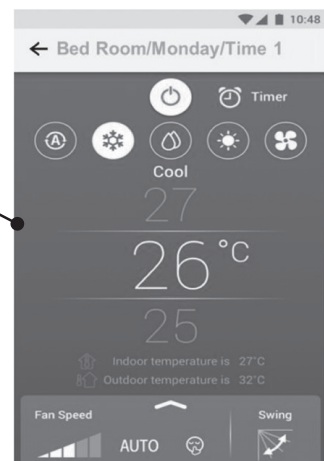 10:48
Bed Room/Monday/Time 1
Timer
A
Cool
27
26°C
25
Indoor temperature is 27°C
Outdoor temperature is 32°C
Fan Speed Swing
AUTO